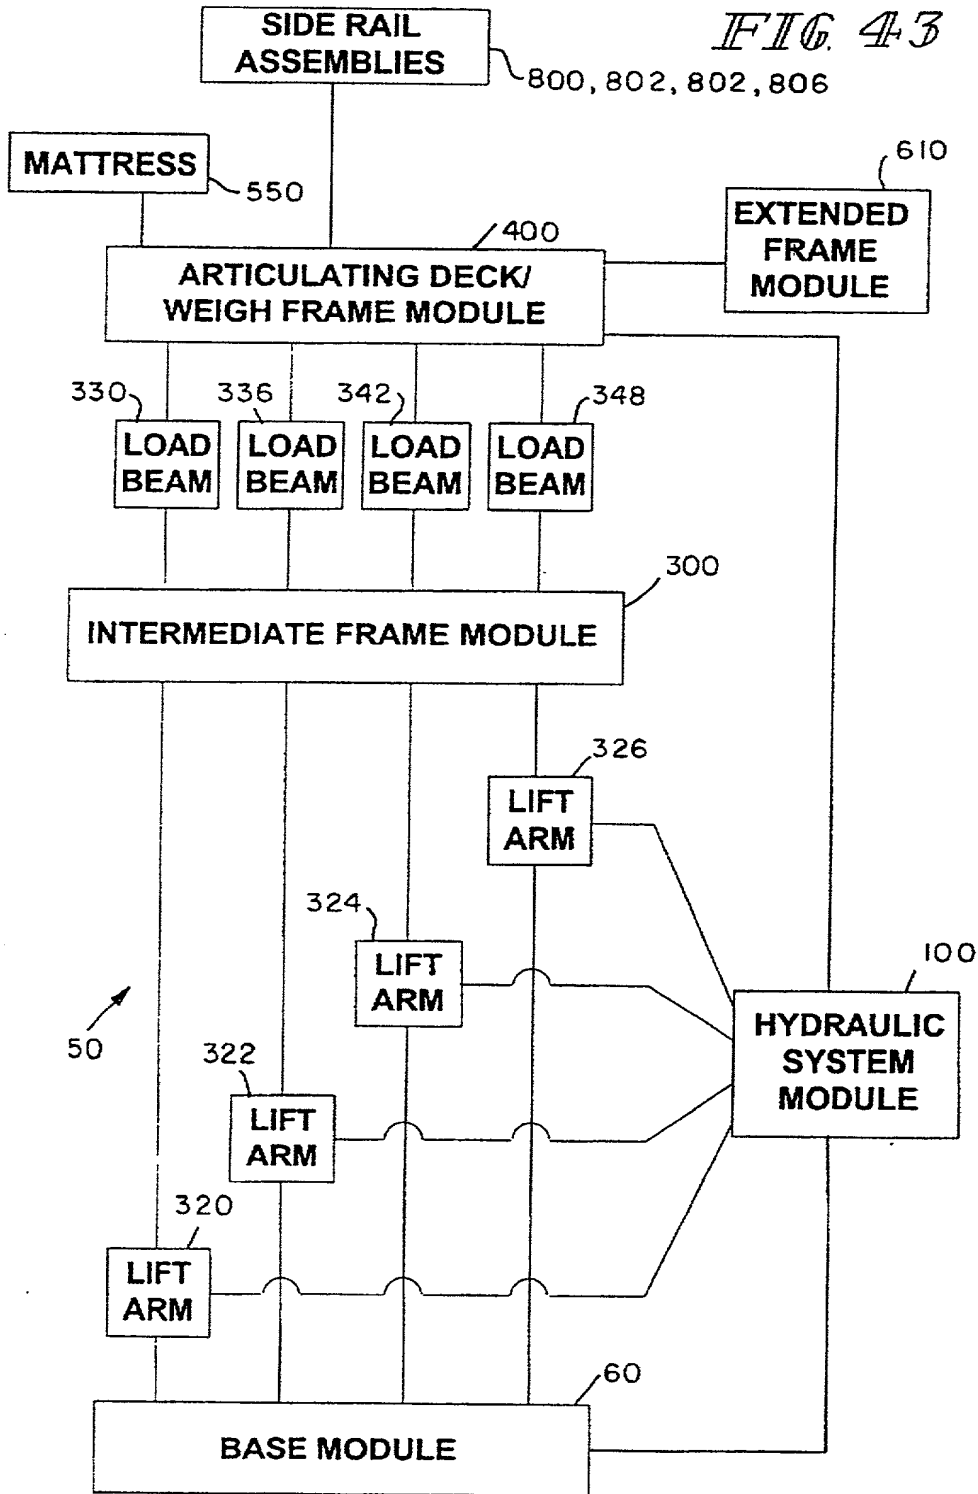 FIG. 43
SIDE RAIL
ASSEMBLIES
800, 802, 802, 806
MATTRESS
550
610
EXTENDED
FRAME
MODULE
400
ARTICULATING DECK/
WEIGH FRAME MODULE
330
LOAD
BEAM
336
LOAD
BEAM
342
LOAD
BEAM
348
LOAD
BEAM
300
INTERMEDIATE FRAME MODULE
326
LIFT
ARM
324
LIFT
ARM
100
HYDRAULIC
SYSTEM
MODULE
50
322
LIFT
ARM
320
LIFT
ARM
60
BASE MODULE